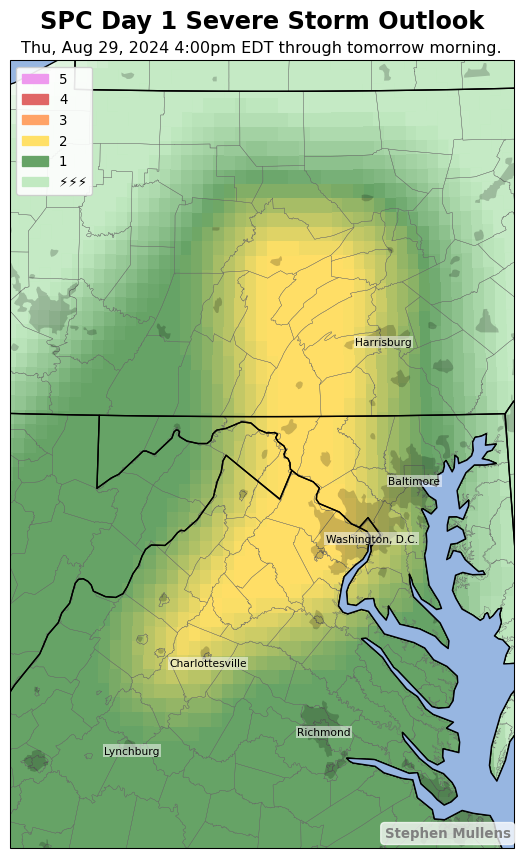 SPC Day 1 Severe Storm Outlook
Thu, Aug 29, 2024 4:00pm EDT through tomorrow morning.
5
4
3
2
1
⚡⚡⚡
Harrisburg
Baltimore
Washington, D.C.
Charlottesville
Richmond
Lynchburg
Stephen Mullens